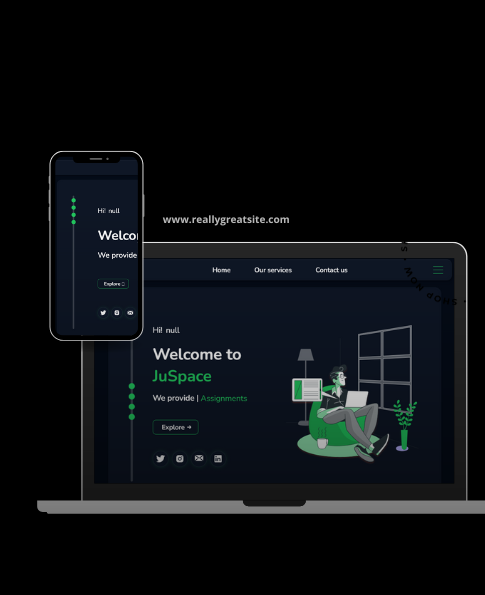 www.reallygreatsite.com
Hi! null
Welcom
We provide
Explore
Home Our services Contact us
SHOP NOW
Hi! null
Welcome to
JuSpace
We provide | Assignments
Explore →